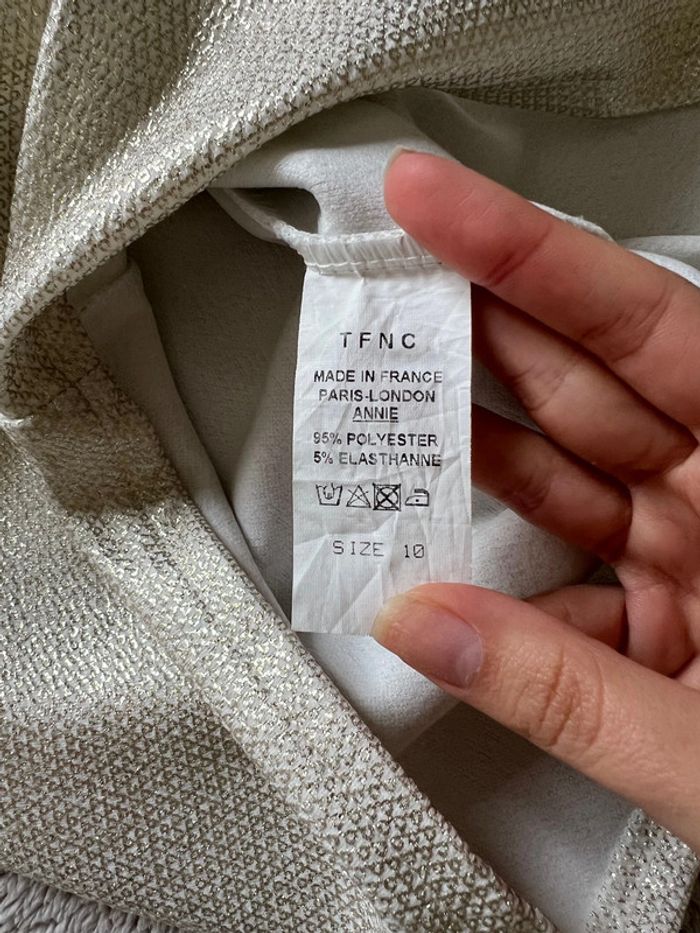 TFNC
MADE IN FRANCE
PARIS-LONDON
ANNIE
95% POLYESTER
5% ELASTHANNE
SIZE 10